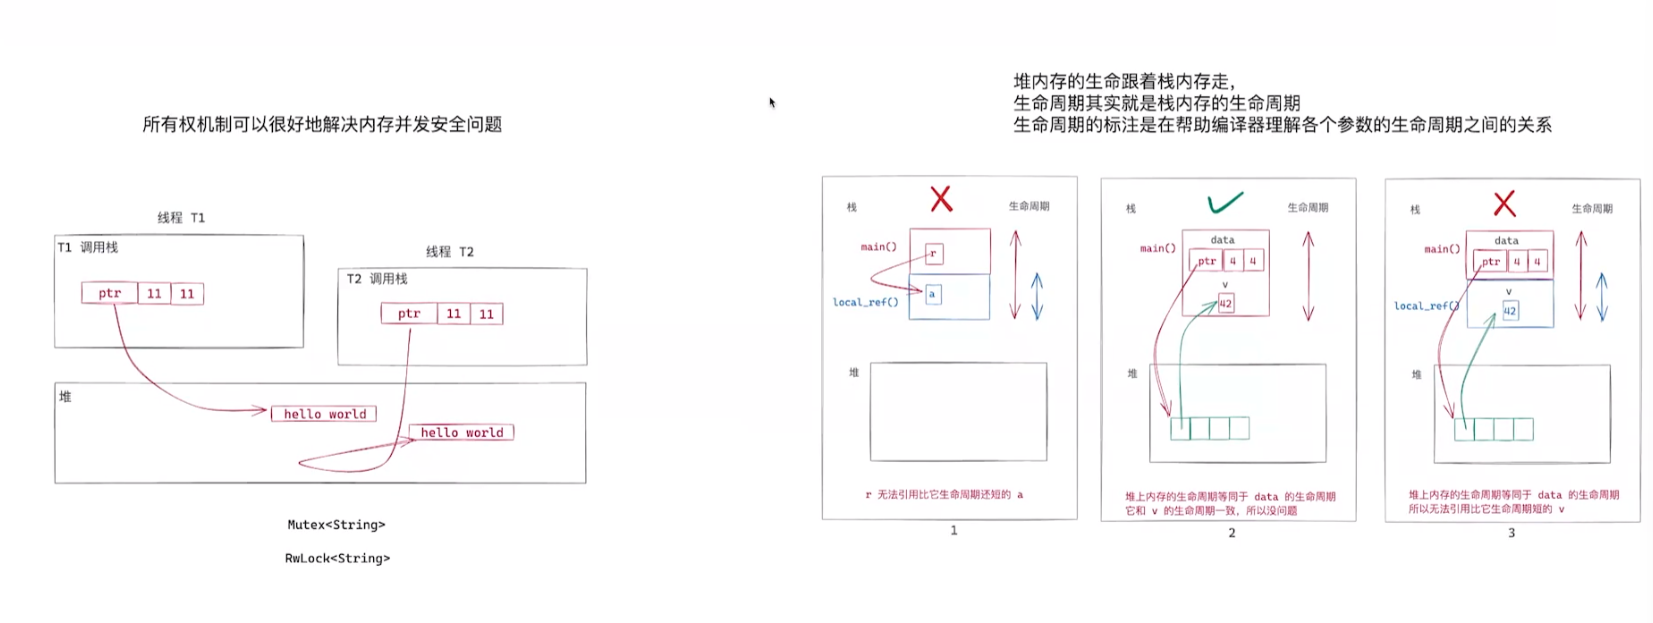 所有权机制可以很好地解决内存并发安全问题
线程 T1
T1 调用栈
ptr 11 11
线程 T2
T2 调用栈
ptr 11 11
堆
hello world
hello world
Mutex<String>
RwLock<String>
堆内存的生命跟着栈内存走,
生命周期其实就是栈内存的生命周期
生命周期的标注是在帮助编译器理解各个参数的生命周期之间的关系
栈
生命周期
main()
r
local_ref()
a
堆
r 无法引用比它生命周期还短的 a
1
栈
生命周期
main()
data
ptr 4 4
v
42
堆
堆上内存的生命周期等同于 data 的生命周期
它和 v 的生命周期一致，所以没问题
2
栈
生命周期
main()
data
ptr 4 4
local_ref()
v
42
堆
堆上内存的生命周期等同于 data 的生命周期
所以无法引用比它生命周期短的 v
3